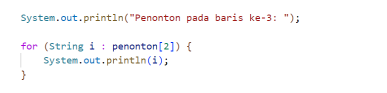 System.out.println("Penonton pada baris ke-3: ");
for (String i : penonton[2]) {
    System.out.println(i);
}